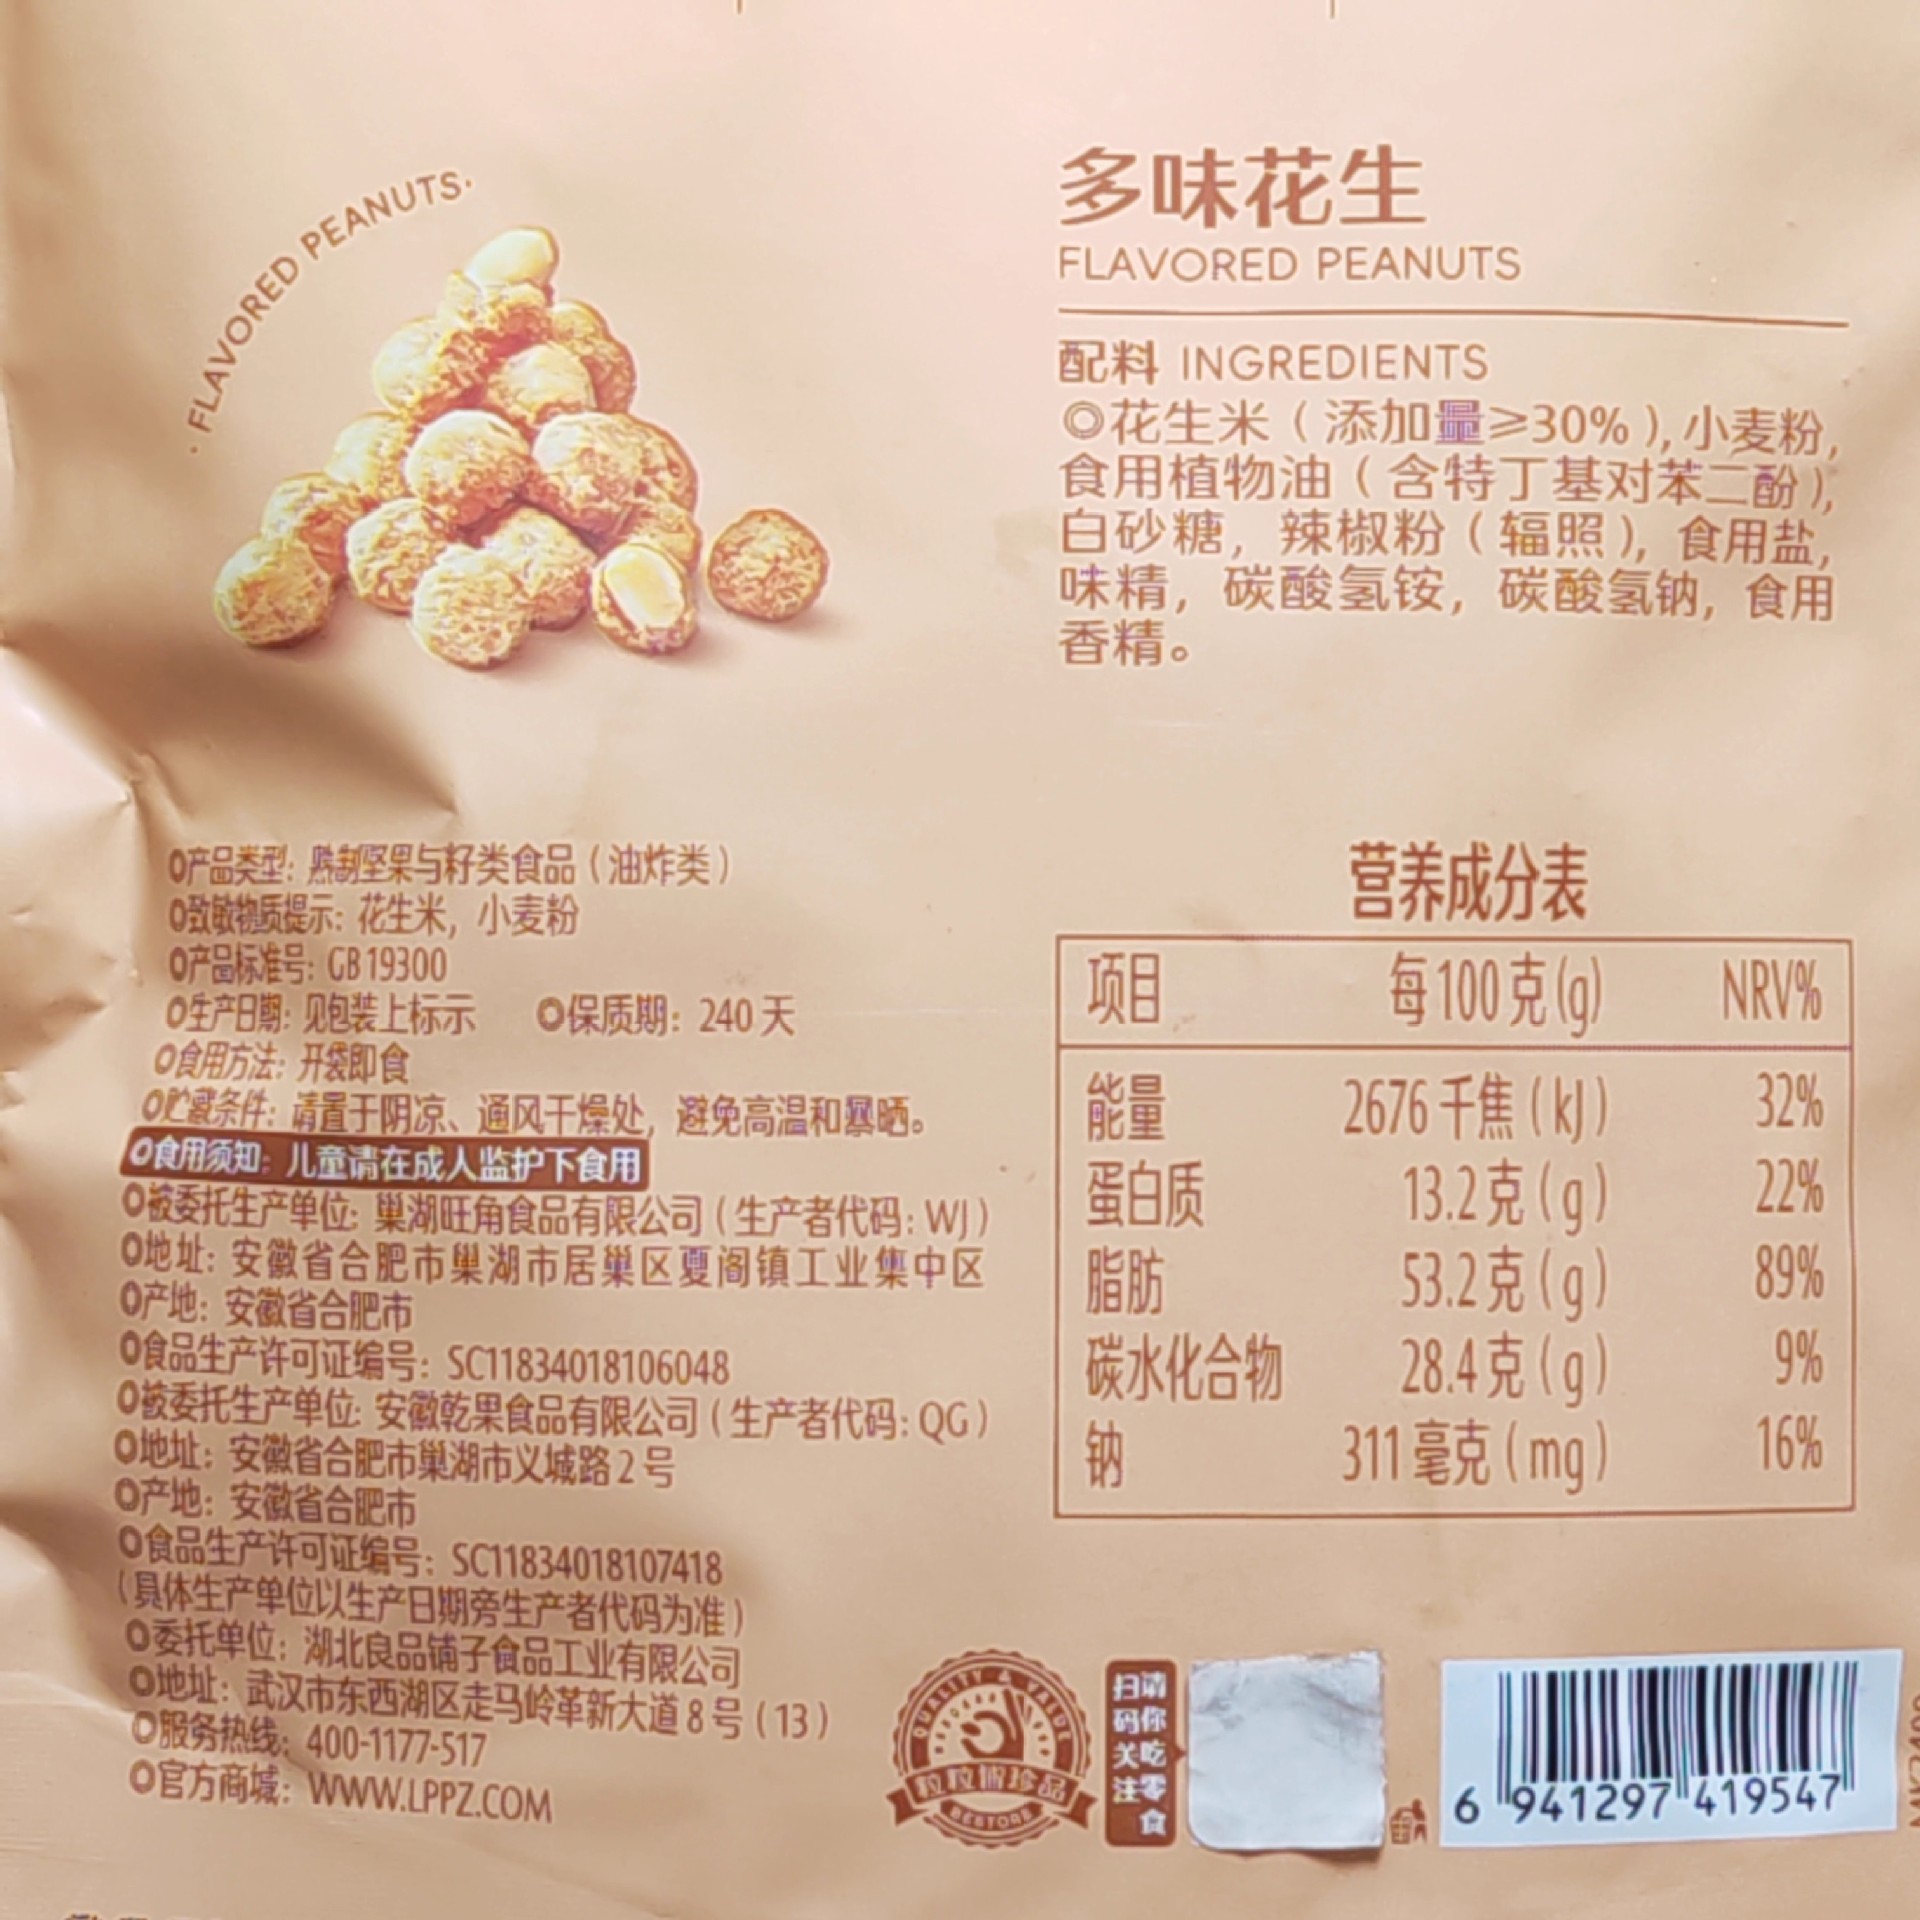 · FLAVORED PEANUTS ·
多味花生
FLAVORED PEANUTS
配料 INGREDIENTS
◎花生米（添加量≥30%），小麦粉，
食用植物油（含特丁基对苯二酚），
白砂糖，辣椒粉（辐照），食用盐，
味精，碳酸氢铵，碳酸氢钠，食用
香精。
◎产品类型：熟制坚果与籽类食品（油炸类）
◎致敏物质提示：花生米，小麦粉
◎产品标准号：GB 19300
◎生产日期：见包装上标示 ◎保质期：240 天
◎食用方法：开袋即食
◎贮藏条件：请置于阴凉、通风干燥处，避免高温和暴晒。
◎食用须知：儿童请在成人监护下食用
◎被委托生产单位：巢湖旺角食品有限公司（生产者代码：WJ）
◎地址：安徽省合肥市巢湖市居巢区夏阁镇工业集中区
◎产地：安徽省合肥市
◎食品生产许可证编号：SC11834018106048
◎被委托生产单位：安徽乾果食品有限公司（生产者代码：QG）
◎地址：安徽省合肥市巢湖市义城路 2 号
◎产地：安徽省合肥市
◎食品生产许可证编号：SC11834018107418
（具体生产单位以生产日期旁生产者代码为准）
◎委托单位：湖北良品铺子食品工业有限公司
◎地址：武汉市东西湖区走马岭革新大道 8 号（13）
◎服务热线：400-1177-517
◎官方商城：WWW.LPPZ.COM
营养成分表
项目 每 100 克 (g) NRV%
能量 2676 千焦（kJ） 32%
蛋白质 13.2 克（g） 22%
脂肪 53.2 克（g） 89%
碳水化合物 28.4 克（g） 9%
钠 311 毫克（mg） 16%
QUALITY & VALUE
BESTORE
扫码关注
请你吃零食
6 941297 419547